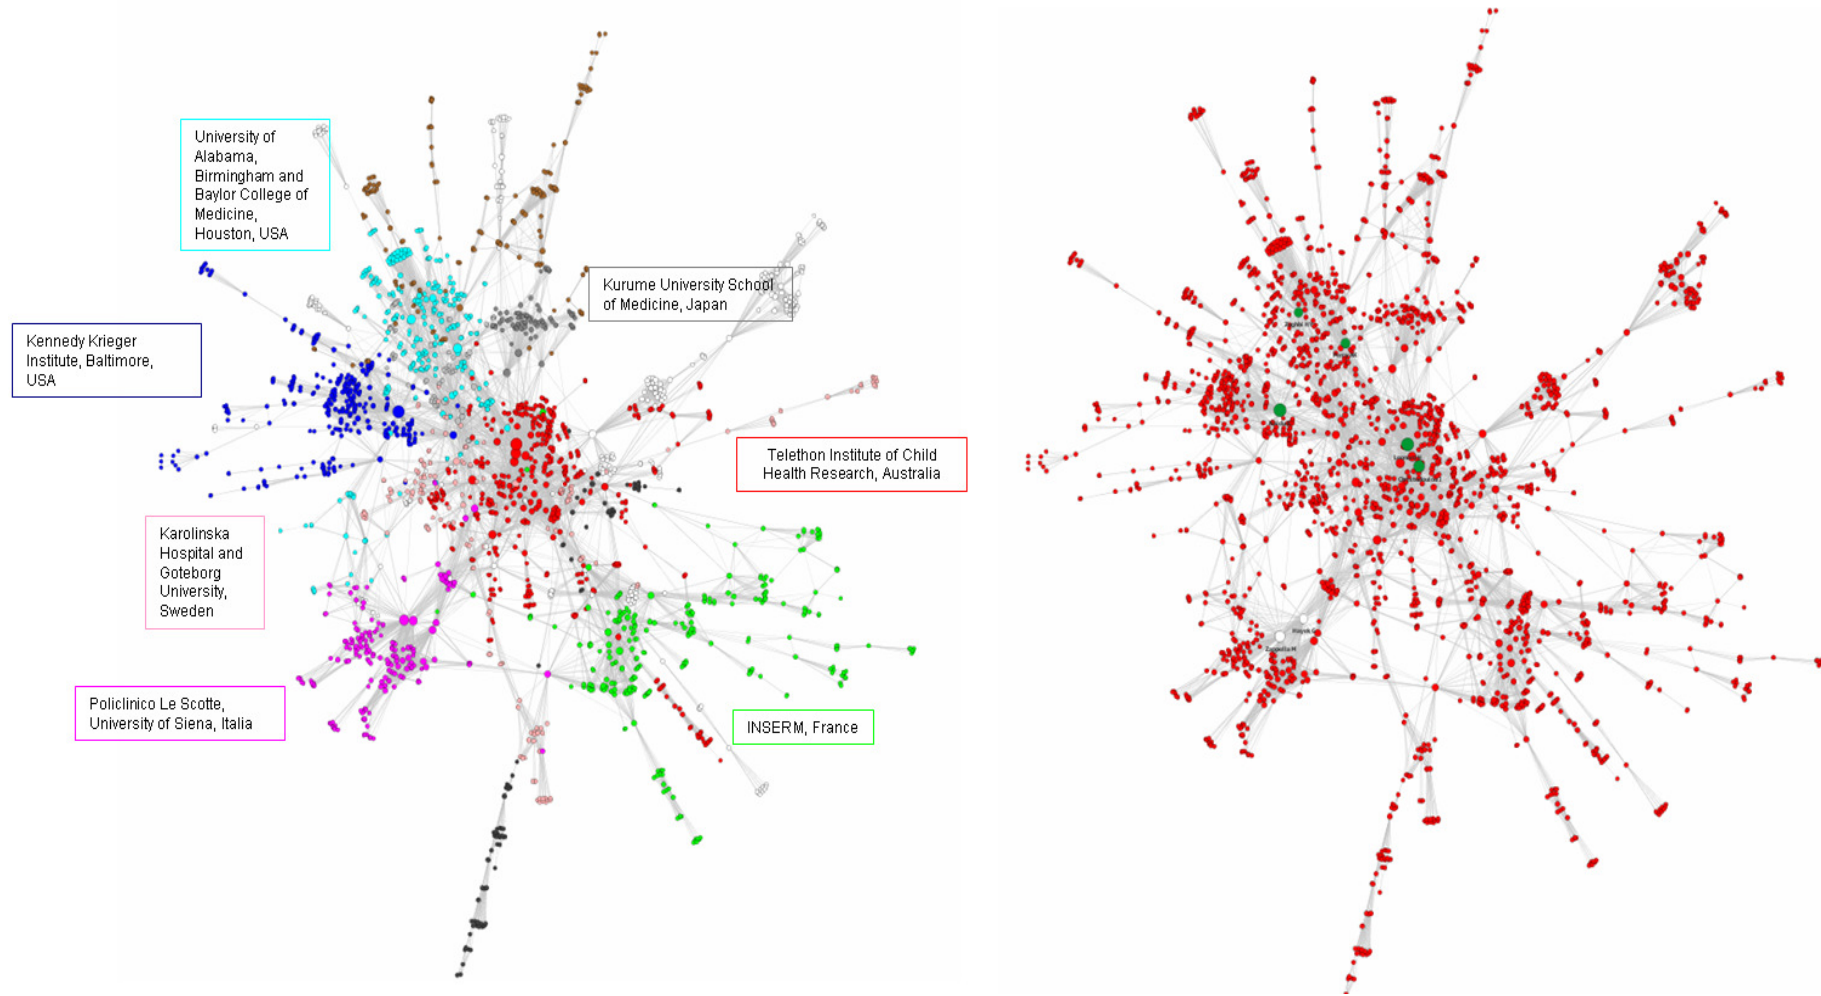 University of
Alabama,
Birmingham and
Baylor College of
Medicine,
Houston, USA
Kurume University School
of Medicine, Japan
Kennedy Krieger
Institute, Baltimore,
USA
Telethon Institute of Child
Health Research, Australia
Karolinska
Hospital and
Goteborg
University,
Sweden
Policlinico Le Scotte,
University of Siena, Italia
INSERM, France
Zappella.M